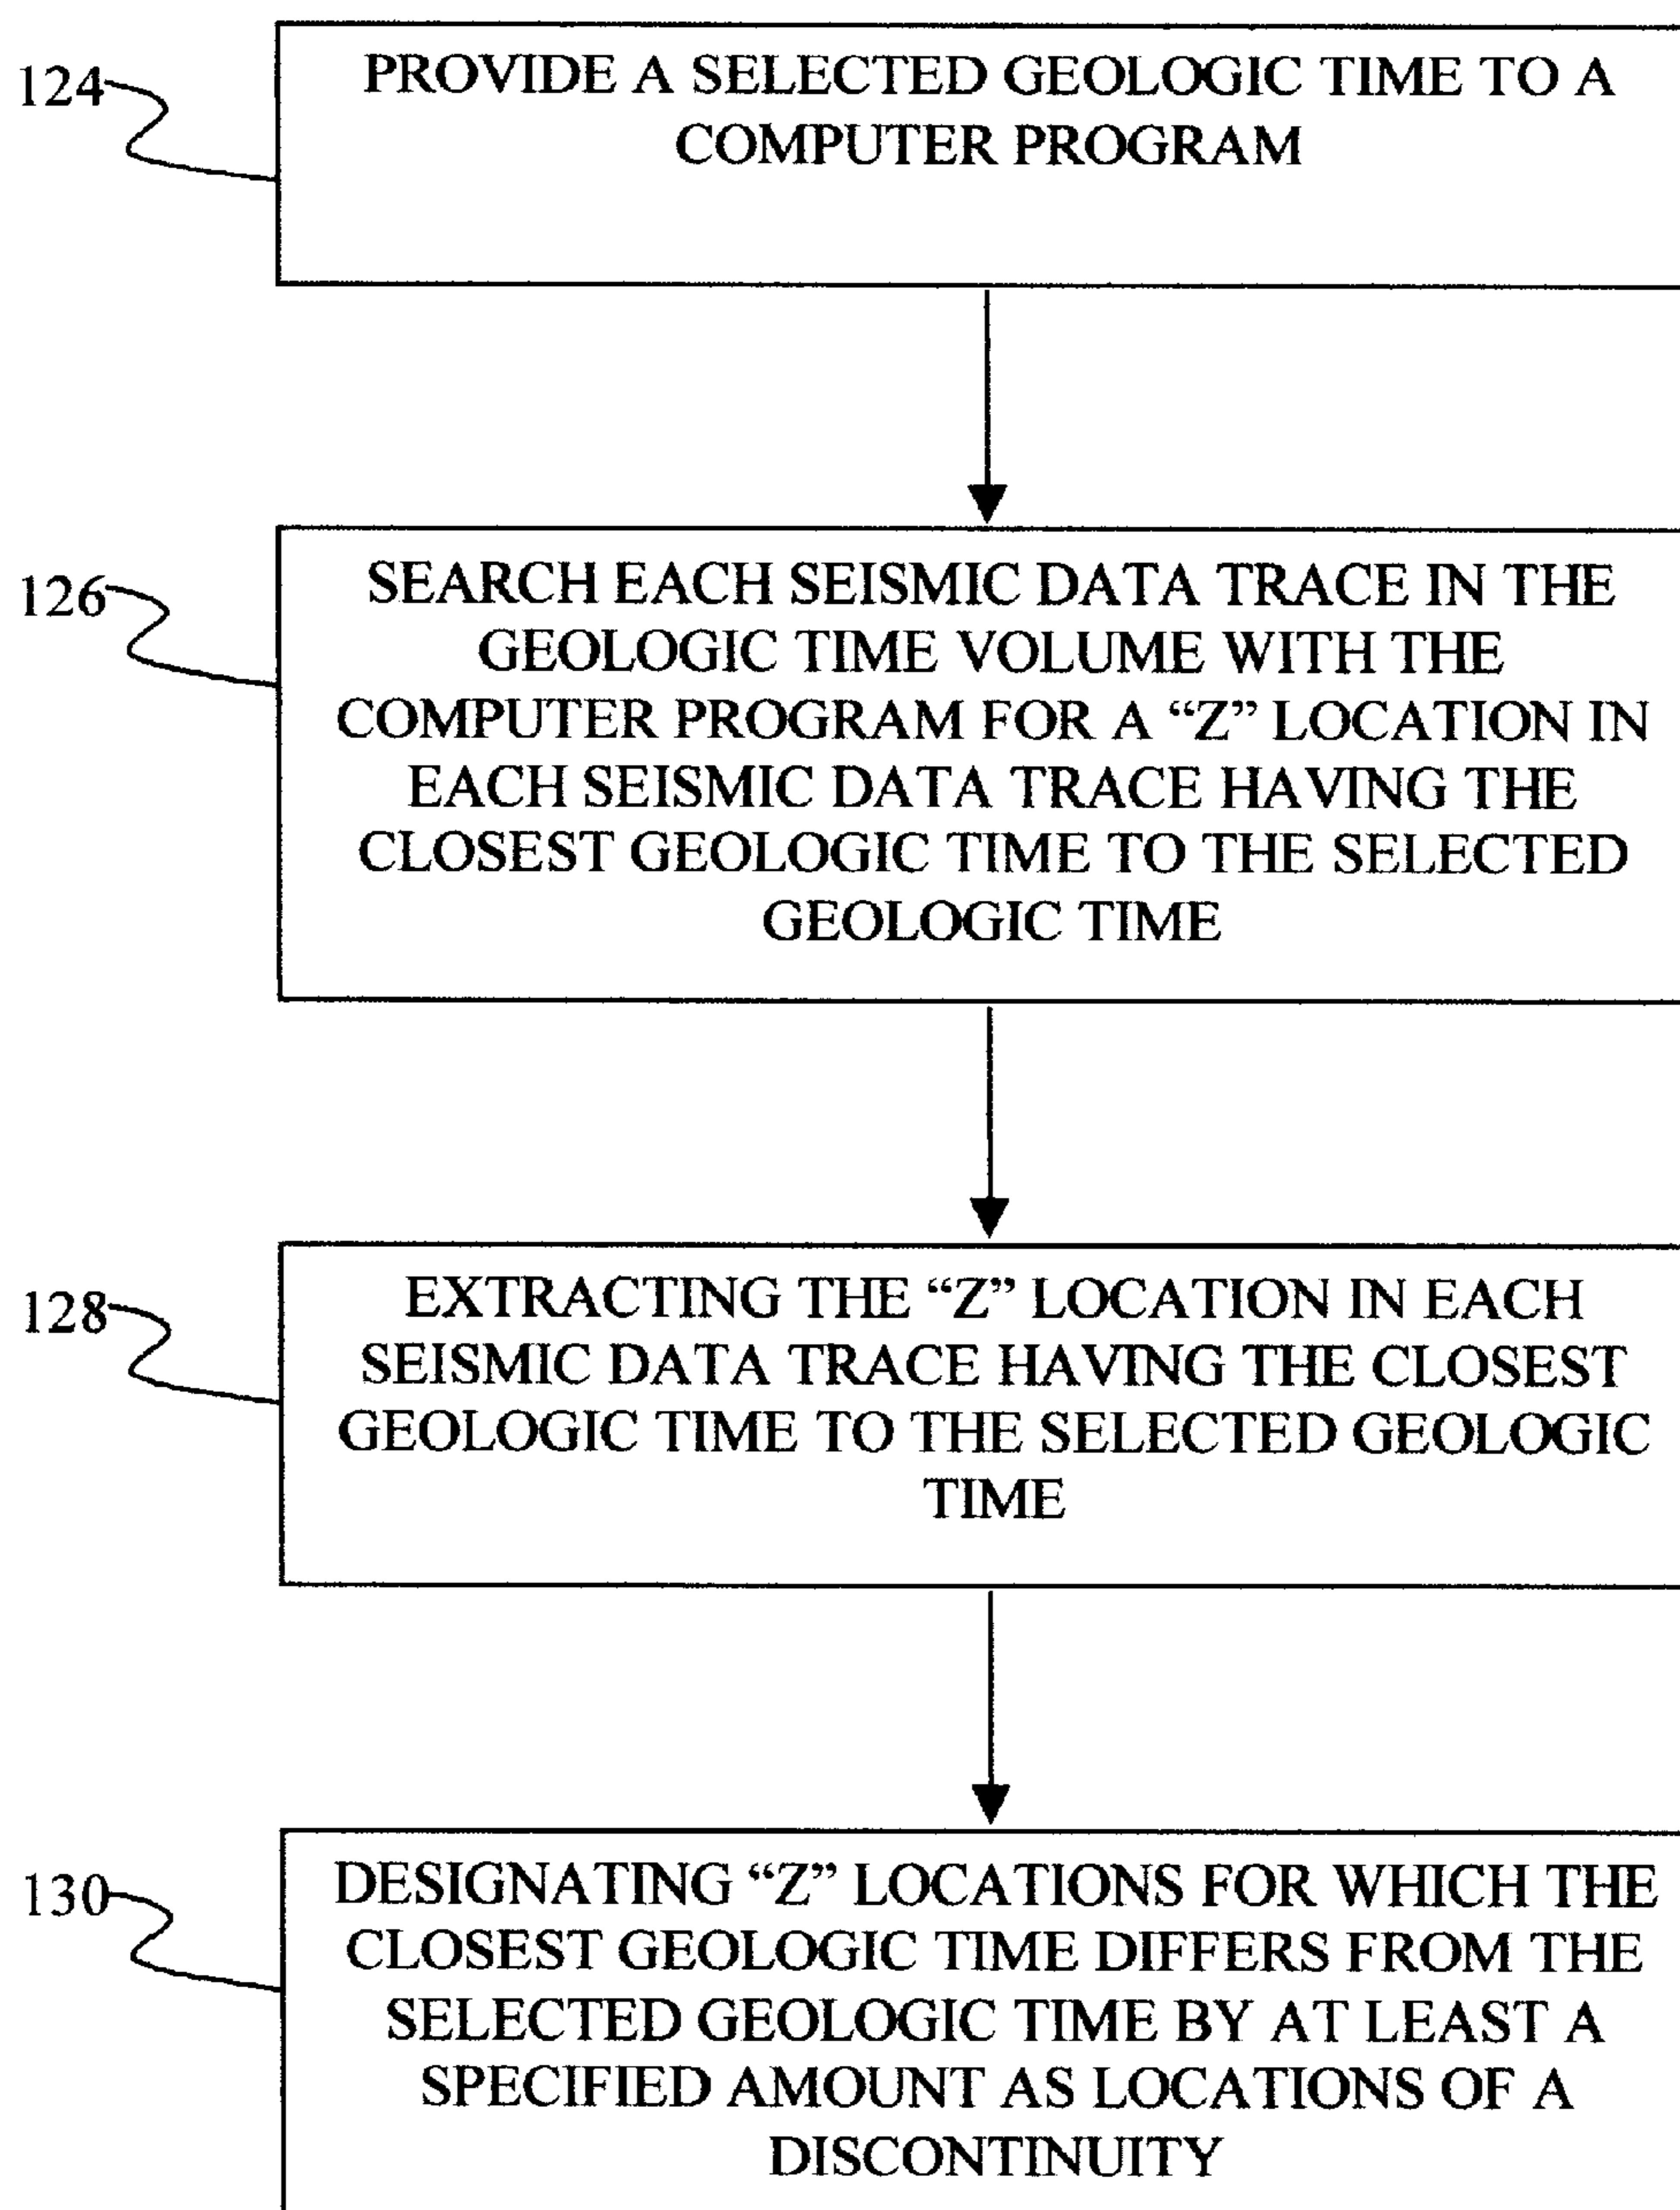 124
PROVIDE A SELECTED GEOLOGIC TIME TO A
COMPUTER PROGRAM
126
SEARCH EACH SEISMIC DATA TRACE IN THE
GEOLOGIC TIME VOLUME WITH THE
COMPUTER PROGRAM FOR A “Z” LOCATION IN
EACH SEISMIC DATA TRACE HAVING THE
CLOSEST GEOLOGIC TIME TO THE SELECTED
GEOLOGIC TIME
128
EXTRACTING THE “Z” LOCATION IN EACH
SEISMIC DATA TRACE HAVING THE CLOSEST
GEOLOGIC TIME TO THE SELECTED GEOLOGIC
TIME
130
DESIGNATING “Z” LOCATIONS FOR WHICH THE
CLOSEST GEOLOGIC TIME DIFFERS FROM THE
SELECTED GEOLOGIC TIME BY AT LEAST A
SPECIFIED AMOUNT AS LOCATIONS OF A
DISCONTINUITY